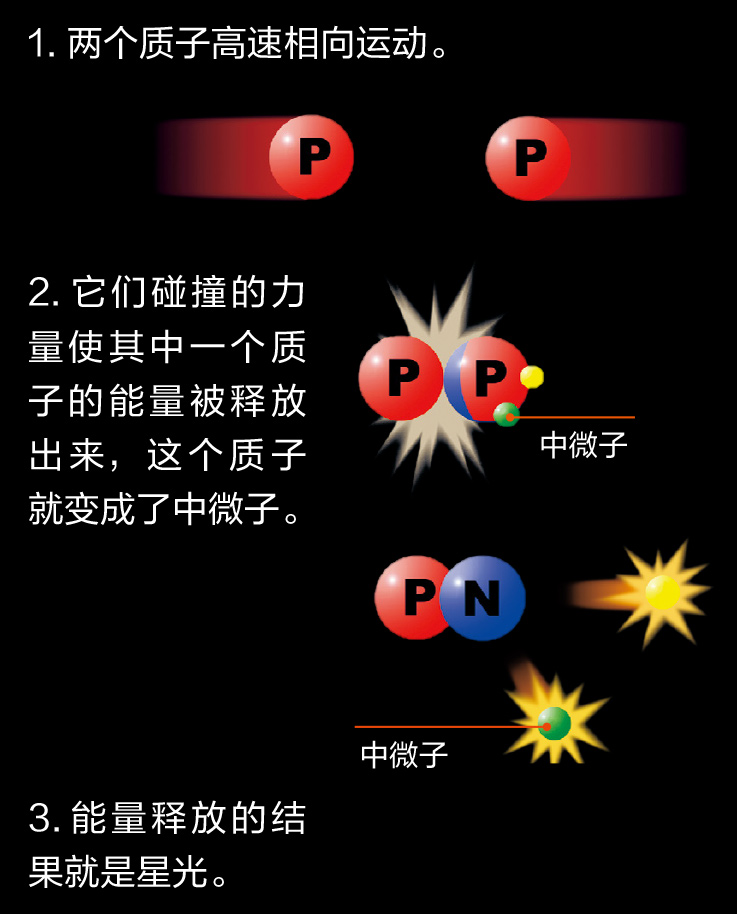 1. 两个质子高速相向运动。
P
P
2. 它们碰撞的力
量使其中一个质
子的能量被释放
出来，这个质子
就变成了中微子。
P
P
中微子
P
N
中微子
3. 能量释放的结
果就是星光。